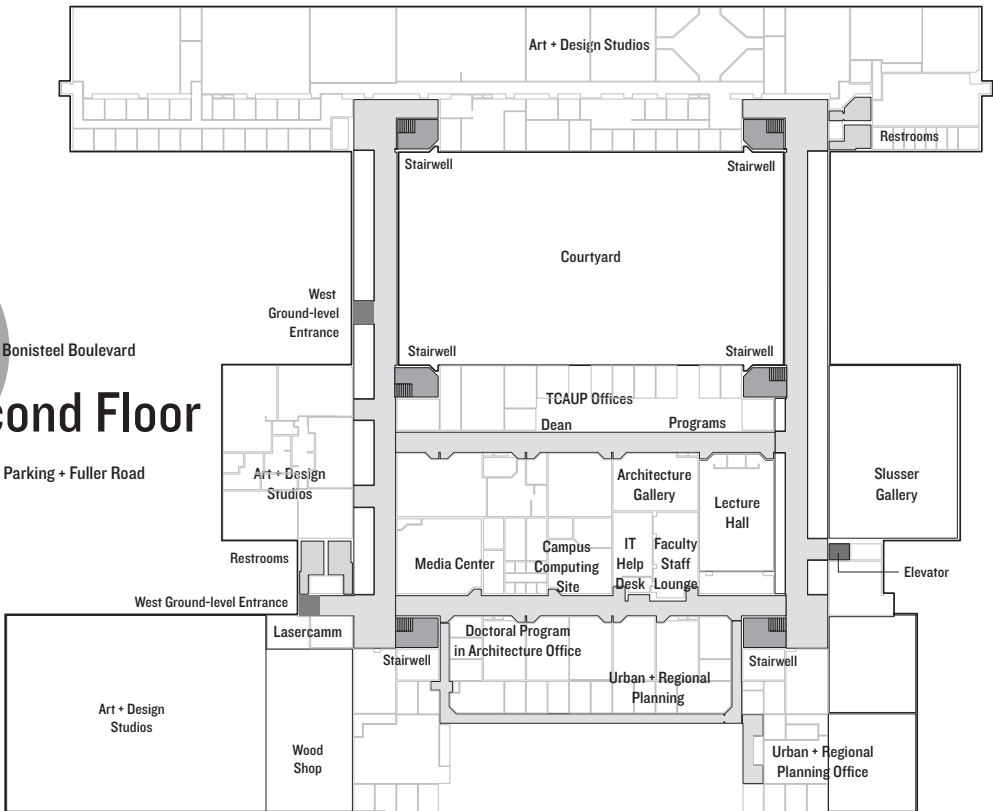 Art + Design Studios
Restrooms
Stairwell
Stairwell
Courtyard
West
Ground-level
Entrance
Stairwell
Stairwell
Bonisteel Boulevard
cond Floor
Parking + Fuller Road
TCAUP Offices
Dean
Programs
Art + Design
Studios
Architecture
Gallery
Lecture
Hall
Slusser
Gallery
Restrooms
Media Center
Campus
Computing
Site
IT
Help
Desk
Faculty
Staff
Lounge
Elevator
West Ground-level Entrance
Lasercamm
Stairwell
Doctoral Program
in Architecture Office
Stairwell
Urban + Regional
Planning
Art + Design
Studios
Wood
Shop
Urban + Regional
Planning Office